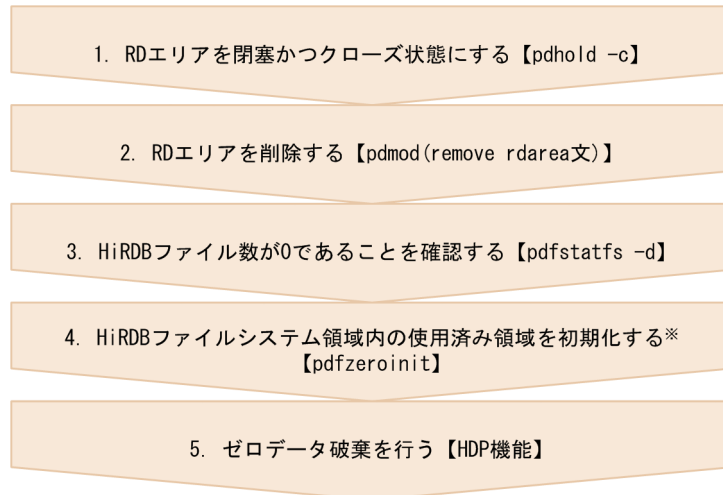 1. RDエリアを閉塞かつクローズ状態にする【pdhold -c】
2. RDエリアを削除する【pdmod(remove rdarea文)】
3. HiRDBファイル数が0であることを確認する【pdfstatfs -d】
4. HiRDBファイルシステム領域内の使用済み領域を初期化する※
【pdfzeroinit】
5. ゼロデータ破棄を行う【HDP機能】